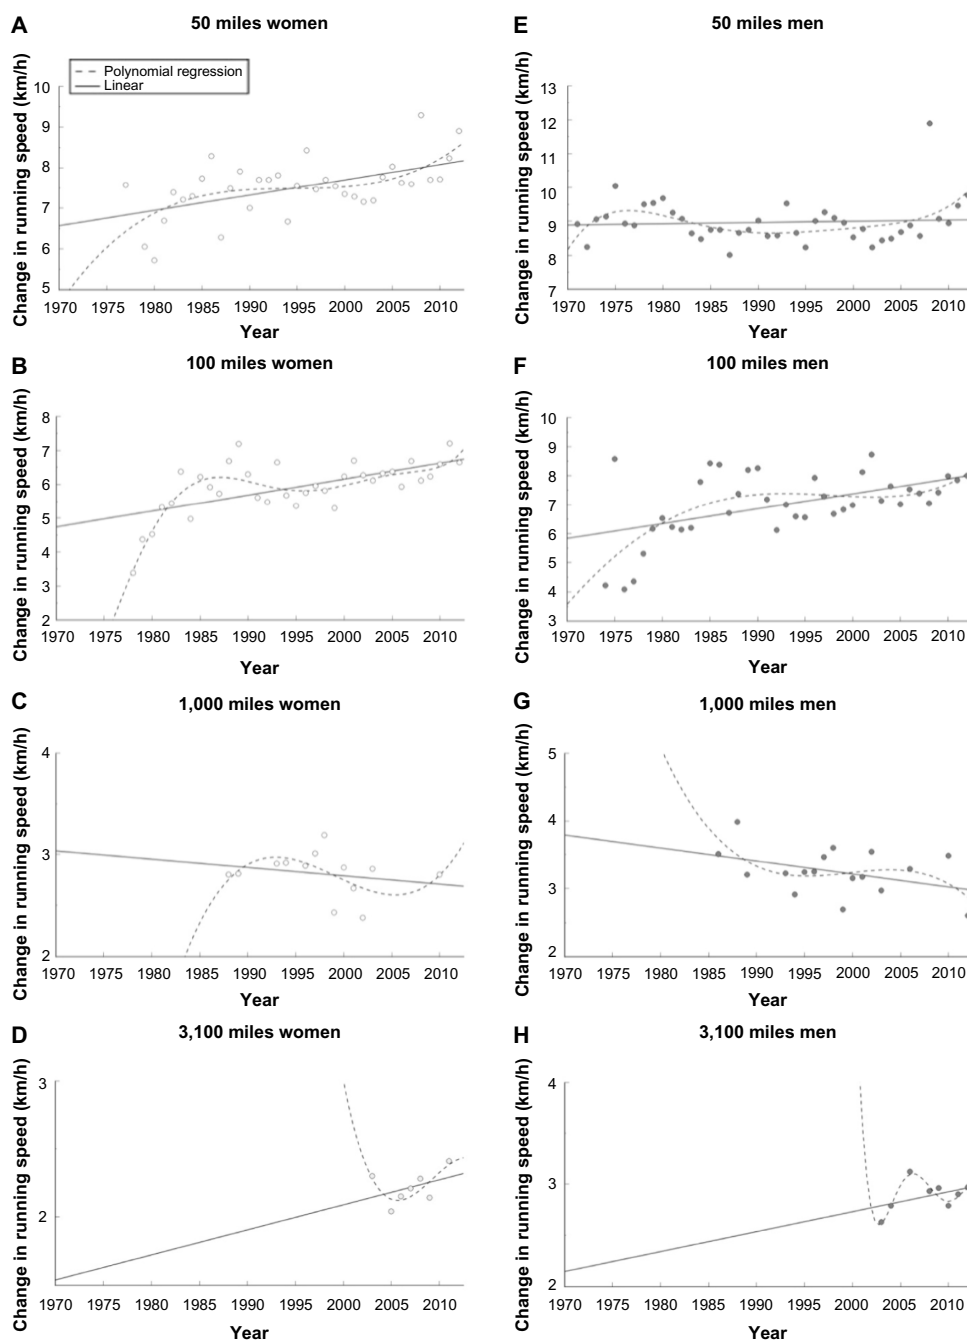 A
50 miles women
Change in running speed (km/h)
Polynomial regression
Linear
10
9
8
7
6
5
1970 1975 1980 1985 1990 1995 2000 2005 2010
Year
E
50 miles men
Change in running speed (km/h)
13
12
11
10
9
8
7
1970 1975 1980 1985 1990 1995 2000 2005 2010
Year
B
100 miles women
Change in running speed (km/h)
8
7
6
5
4
3
2
1970 1975 1980 1985 1990 1995 2000 2005 2010
Year
F
100 miles men
Change in running speed (km/h)
10
9
8
7
6
5
4
3
1970 1975 1980 1985 1990 1995 2000 2005 2010
Year
C
1,000 miles women
Change in running speed (km/h)
4
3
2
1970 1975 1980 1985 1990 1995 2000 2005 2010
Year
G
1,000 miles men
Change in running speed (km/h)
5
4
3
2
1970 1975 1980 1985 1990 1995 2000 2005 2010
Year
D
3,100 miles women
Change in running speed (km/h)
3
2
1970 1975 1980 1985 1990 1995 2000 2005 2010
Year
H
3,100 miles men
Change in running speed (km/h)
4
3
2
1970 1975 1980 1985 1990 1995 2000 2005 2010
Year